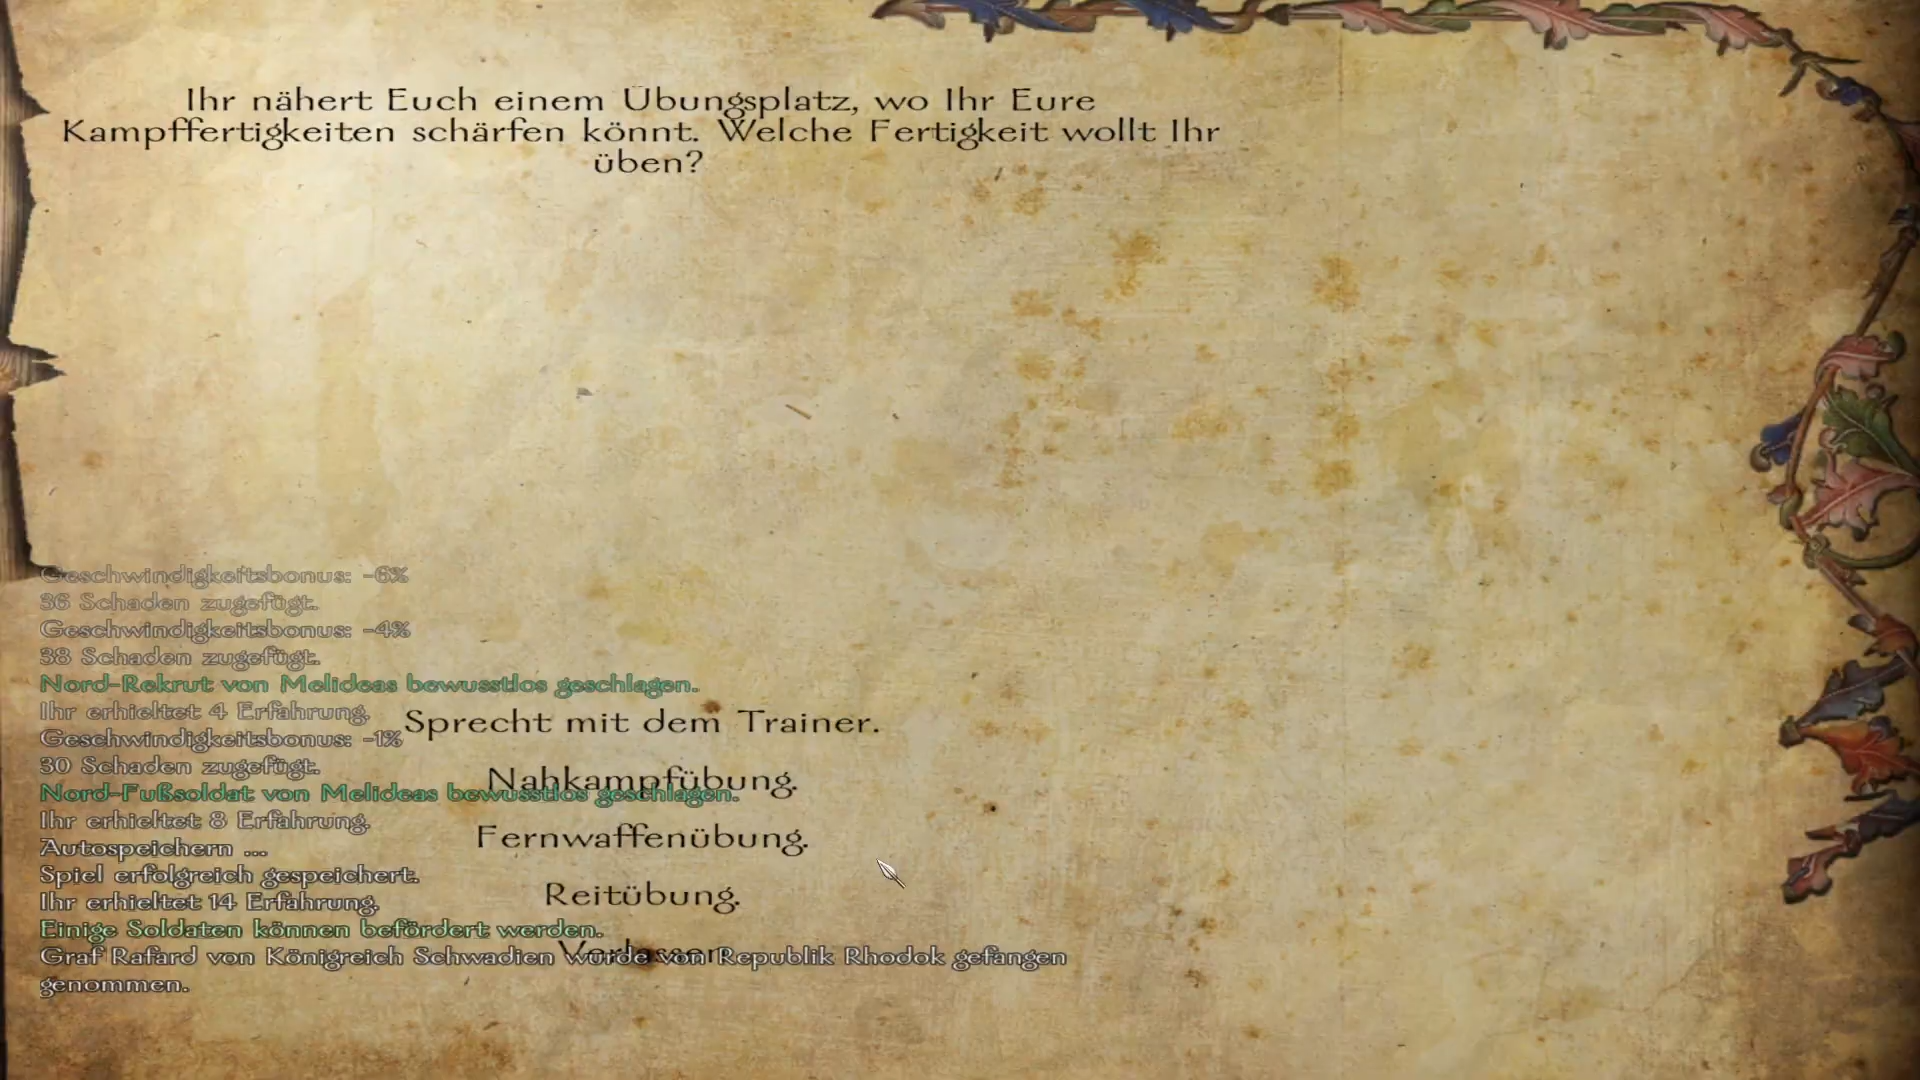 Ihr nähert Euch einem Übungsplatz, wo Ihr Eure
Kampffertigkeiten schärfen könnt. Welche Fertigkeit wollt Ihr
üben?
Geschwindigkeitsbonus: -6%
36 Schaden zugefügt.
Geschwindigkeitsbonus: -4%
38 Schaden zugefügt.
Nord-Rekrut von Melideas bewusstlos geschlagen.
Ihr erhieltet 4 Erfahrung.
Sprecht mit dem Trainer.
Geschwindigkeitsbonus: -1%
30 Schaden zugefügt.
Nahkampfübung.
Nord-Fußsoldat von Melideas bewusstlos geschlagen.
Ihr erhieltet 8 Erfahrung.
Fernwaffenübung.
Autospeichern ...
Spiel erfolgreich gespeichert.
Reitübung.
Ihr erhieltet 14 Erfahrung.
Einige Soldaten können befördert werden.
Verlassen.
Graf Rafard von Königreich Schwadien wurde von Republik Rhodok gefangen
genommen.